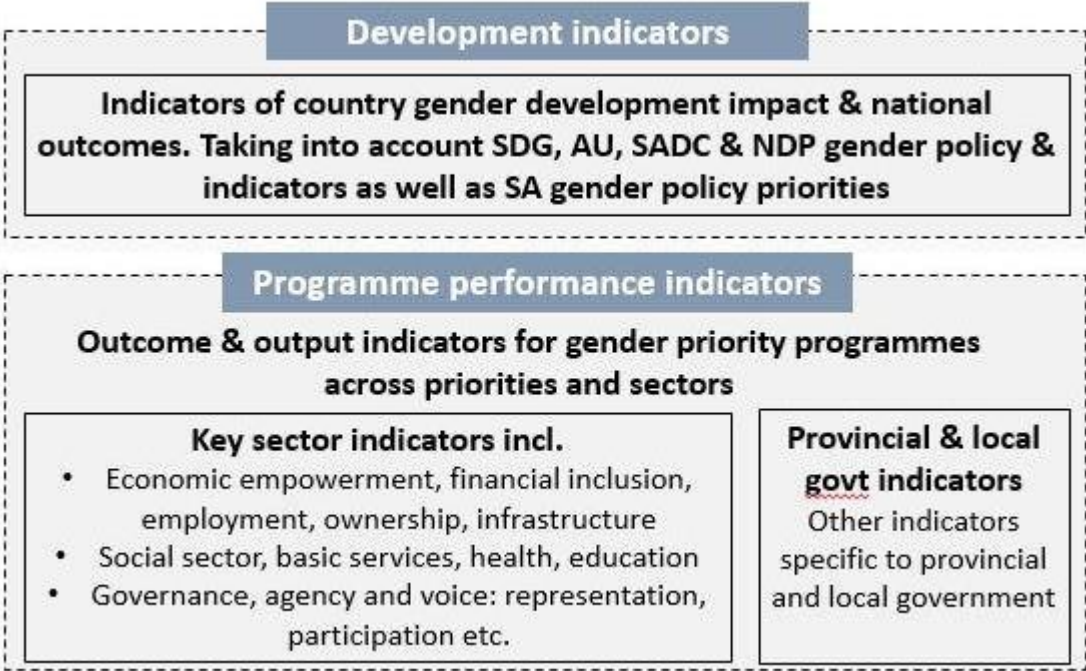 Development indicators
Indicators of country gender development impact & national
outcomes. Taking into account SDG, AU, SADC & NDP gender policy &
indicators as well as SA gender policy priorities
Programme performance indicators
Outcome & output indicators for gender priority programmes
across priorities and sectors
Key sector indicators incl.
• Economic empowerment, financial inclusion,
employment, ownership, infrastructure
• Social sector, basic services, health, education
• Governance, agency and voice: representation,
participation etc.
Provincial & local
govt indicators
Other indicators
specific to provincial
and local government